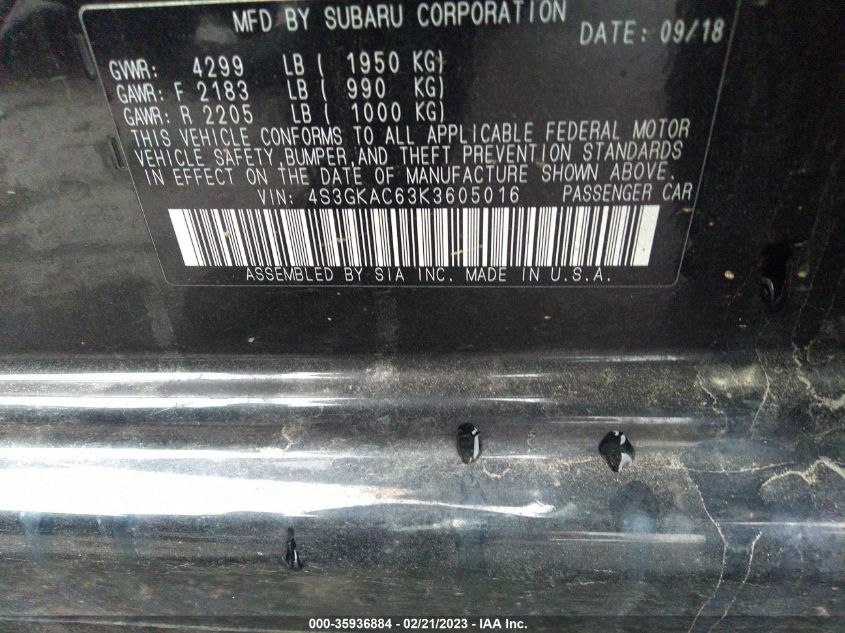 MFD BY SUBARU CORPORATION
DATE: 09/18
GVWR: 4299 LB ( 1950 KG)
GAWR: F 2183 LB ( 990 KG)
GAWR: R 2205 LB ( 1000 KG)
THIS VEHICLE CONFORMS TO ALL APPLICABLE FEDERAL MOTOR
VEHICLE SAFETY,BUMPER,AND THEFT PREVENTION STANDARDS
IN EFFECT ON THE DATE OF MANUFACTURE SHOWN ABOVE.
VIN: 4S3GKAC63K3605016 PASSENGER CAR
ASSEMBLED BY SIA INC. MADE IN U.S.A.
000-35936884 - 02/21/2023 - IAA Inc.